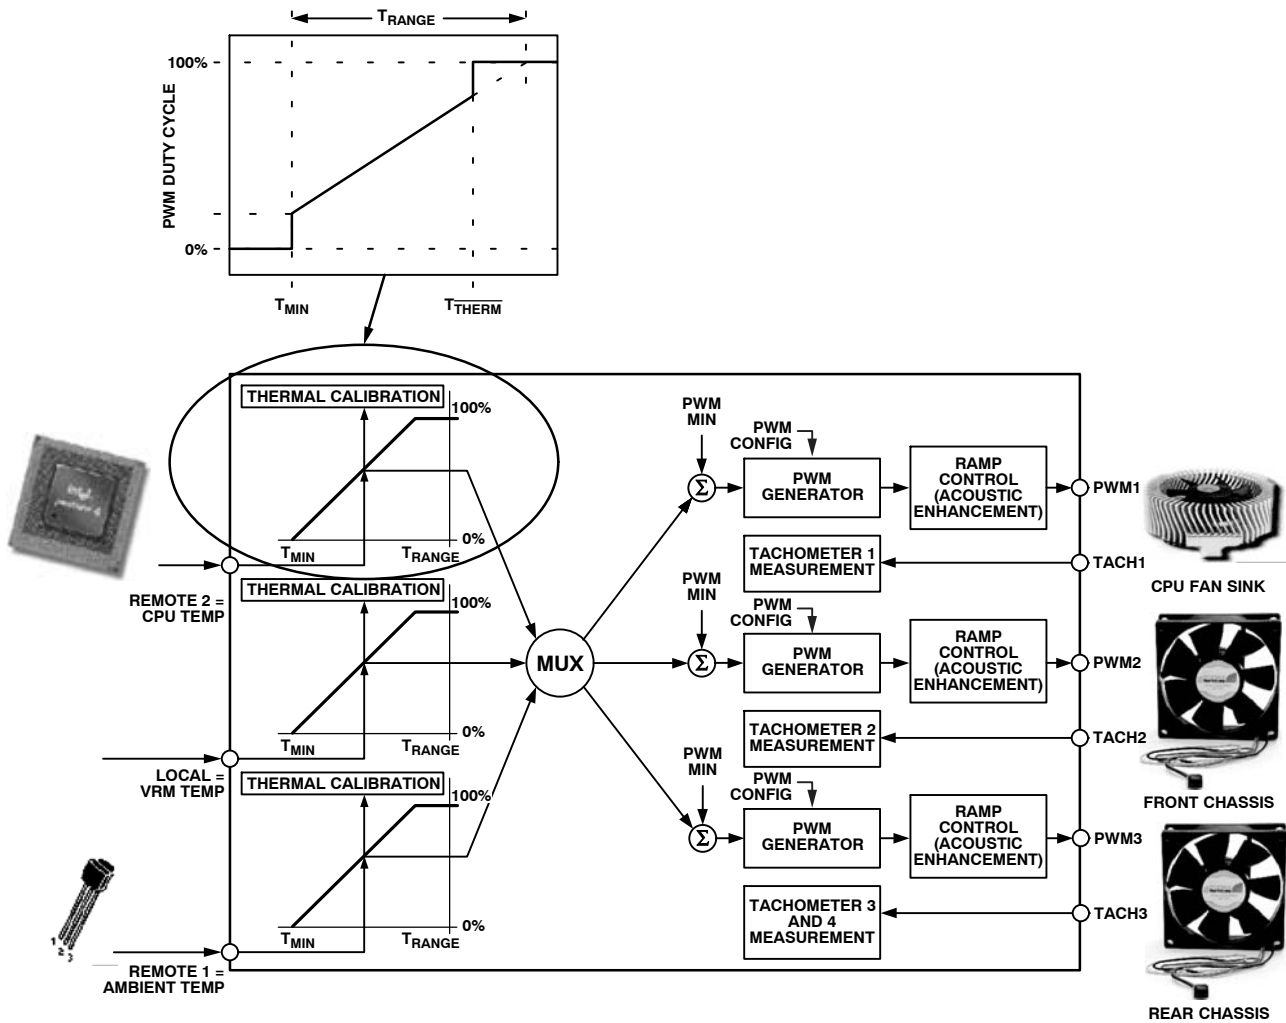 TRANGE
100%
PWM DUTY CYCLE
0%
TMIN
TTHERM
THERMAL CALIBRATION
100%
0%
TMIN
TRANGE
REMOTE 2 =
CPU TEMP
THERMAL CALIBRATION
100%
0%
TMIN
TRANGE
LOCAL =
VRM TEMP
THERMAL CALIBRATION
100%
0%
TMIN
TRANGE
REMOTE 1 =
AMBIENT TEMP
1
2
3
intel
MUX
PWM
MIN
Σ
PWM
CONFIG
PWM
GENERATOR
RAMP
CONTROL
(ACOUSTIC
ENHANCEMENT)
PWM1
TACHOMETER 1
MEASUREMENT
TACH1
CPU FAN SINK
PWM
MIN
Σ
PWM
CONFIG
PWM
GENERATOR
RAMP
CONTROL
(ACOUSTIC
ENHANCEMENT)
PWM2
TACHOMETER 2
MEASUREMENT
TACH2
FRONT CHASSIS
PWM
MIN
Σ
PWM
CONFIG
PWM
GENERATOR
RAMP
CONTROL
(ACOUSTIC
ENHANCEMENT)
PWM3
TACHOMETER 3
AND 4
MEASUREMENT
TACH3
REAR CHASSIS